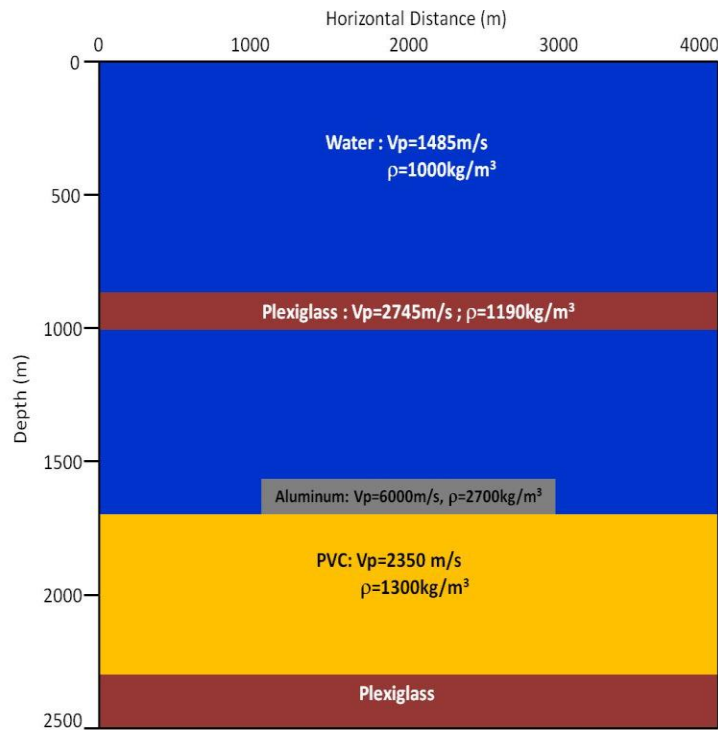 Horizontal Distance (m)
0 1000 2000 3000 4000
0
Water : Vp=1485m/s
ρ=1000kg/m³
500
Plexiglass : Vp=2745m/s ; ρ=1190kg/m³
1000
Depth (m)
1500
Aluminum: Vp=6000m/s, ρ=2700kg/m³
PVC: Vp=2350 m/s
ρ=1300kg/m³
2000
Plexiglass
2500